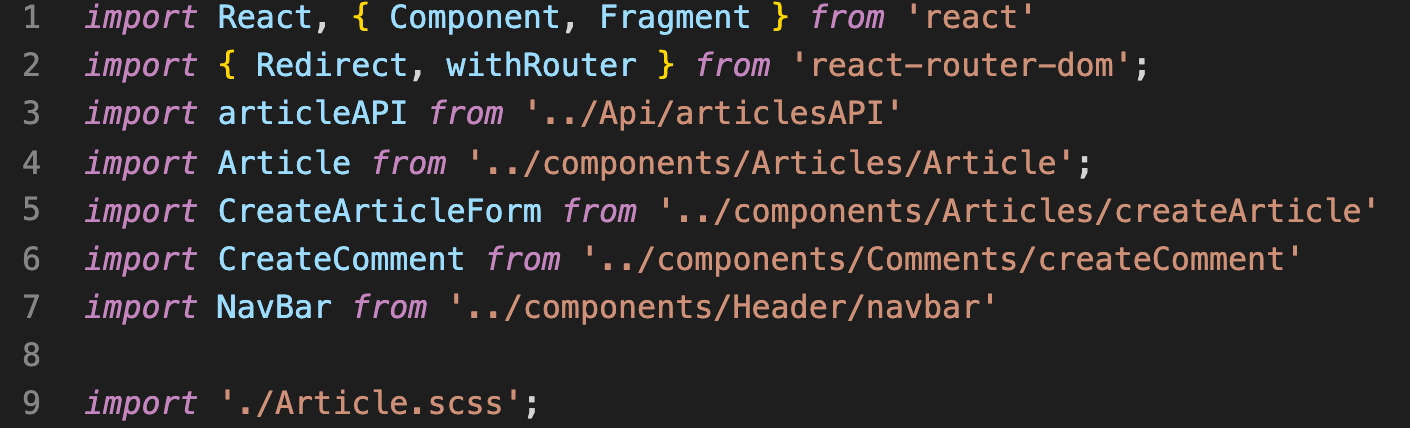 1 import React, { Component, Fragment } from 'react'
2 import { Redirect, withRouter } from 'react-router-dom';
3 import articleAPI from '../Api/articlesAPI'
4 import Article from '../components/Articles/Article';
5 import CreateArticleForm from '../components/Articles/createArticle'
6 import CreateComment from '../components/Comments/createComment'
7 import NavBar from '../components/Header/navbar'
8
9 import './Article.scss';